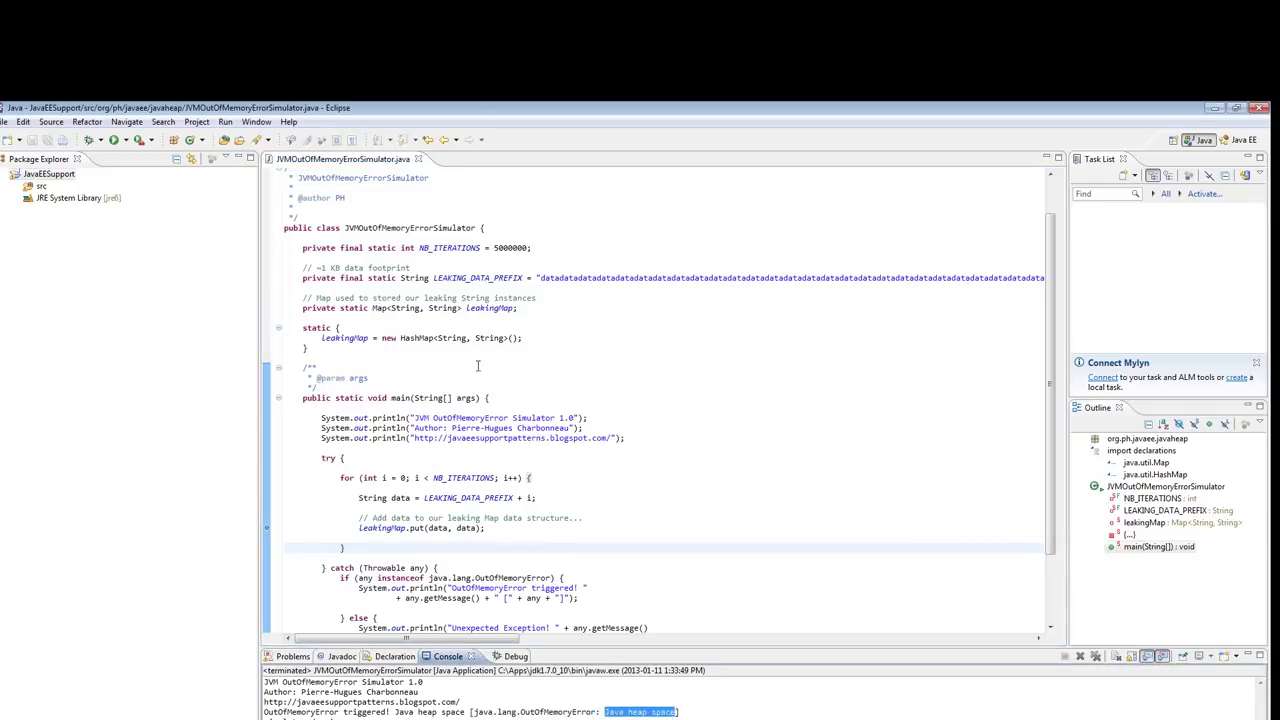 Java - JavaEESupport/src/org/ph/javaee/javaheap/JVMOutOfMemoryErrorSimulator.java - Eclipse
Edit Source Refactor Navigate Search Project Run Window Help
Java Java EE
Package Explorer
JavaEESupport
src
JRE System Library [jre6]
JVMOutOfMemoryErrorSimulator.java
* JVMOutOfMemoryErrorSimulator
*
* @author PH
*
*/
public class JVMOutOfMemoryErrorSimulator {
private final static int NB_ITERATIONS = 5000000;
// ~1 KB data footprint
private final static String LEAKING_DATA_PREFIX = "datadatadatadatadatadatadatadatadatadatadatadatadatadatadatadatadatadatadatadatadatadatadatadatadatadatadatadata
// Map used to stored our leaking String instances
private static Map<String, String> leakingMap;
static {
leakingMap = new HashMap<String, String>();
}
/**
* @param args
*/
public static void main(String[] args) {
System.out.println("JVM OutOfMemoryError Simulator 1.0");
System.out.println("Author: Pierre-Hugues Charbonneau");
System.out.println("http://javaeesupportpatterns.blogspot.com/");
try {
for (int i = 0; i < NB_ITERATIONS; i++) {
String data = LEAKING_DATA_PREFIX + i;
// Add data to our leaking Map data structure...
leakingMap.put(data, data);
}
} catch (Throwable any) {
if (any instanceof java.lang.OutOfMemoryError) {
System.out.println("OutOfMemoryError triggered! "
+ any.getMessage() + " [" + any + "]");
} else {
System.out.println("Unexpected Exception! " + any.getMessage()
Task List
Find All Activate...
Connect Mylyn
Connect to your task and ALM tools or create a
local task.
Outline
org.ph.javaee.javaheap
import declarations
java.util.Map
java.util.HashMap
JVMOutOfMemoryErrorSimulator
NB_ITERATIONS : int
LEAKING_DATA_PREFIX : String
leakingMap : Map<String, String>
{...}
main(String[]) : void
Problems Javadoc Declaration Console Debug
<terminated> JVMOutOfMemoryErrorSimulator [Java Application] C:\Apps\jdk1.7.0_10\bin\javaw.exe (2013-01-11 1:33:49 PM)
JVM OutOfMemoryError Simulator 1.0
Author: Pierre-Hugues Charbonneau
http://javaeesupportpatterns.blogspot.com/
OutOfMemoryError triggered! Java heap space [java.lang.OutOfMemoryError: Java heap space]